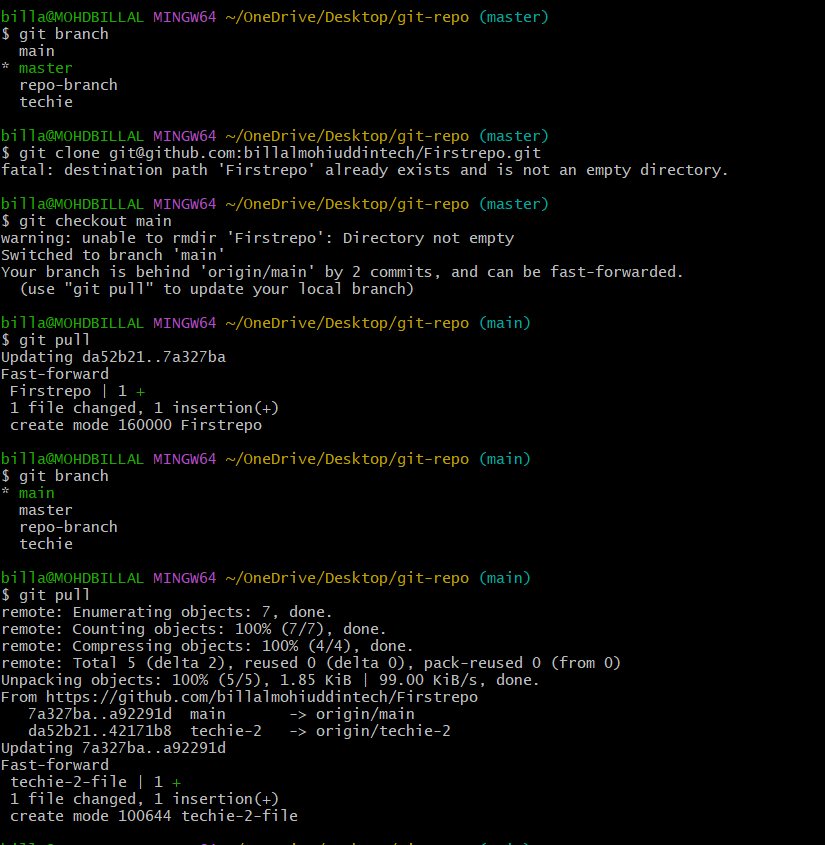 billa@MOHDBILLAL MINGW64 ~/OneDrive/Desktop/git-repo (master)
$ git branch
  main
* master
  repo-branch
  techie

billa@MOHDBILLAL MINGW64 ~/OneDrive/Desktop/git-repo (master)
$ git clone git@github.com:billalmohiuddintech/Firstrepo.git
fatal: destination path 'Firstrepo' already exists and is not an empty directory.

billa@MOHDBILLAL MINGW64 ~/OneDrive/Desktop/git-repo (master)
$ git checkout main
warning: unable to rmdir 'Firstrepo': Directory not empty
Switched to branch 'main'
Your branch is behind 'origin/main' by 2 commits, and can be fast-forwarded.
  (use "git pull" to update your local branch)

billa@MOHDBILLAL MINGW64 ~/OneDrive/Desktop/git-repo (main)
$ git pull
Updating da52b21..7a327ba
Fast-forward
 Firstrepo | 1 +
 1 file changed, 1 insertion(+)
 create mode 160000 Firstrepo

billa@MOHDBILLAL MINGW64 ~/OneDrive/Desktop/git-repo (main)
$ git branch
* main
  master
  repo-branch
  techie

billa@MOHDBILLAL MINGW64 ~/OneDrive/Desktop/git-repo (main)
$ git pull
remote: Enumerating objects: 7, done.
remote: Counting objects: 100% (7/7), done.
remote: Compressing objects: 100% (4/4), done.
remote: Total 5 (delta 2), reused 0 (delta 0), pack-reused 0 (from 0)
Unpacking objects: 100% (5/5), 1.85 KiB | 99.00 KiB/s, done.
From https://github.com/billalmohiuddintech/Firstrepo
   7a327ba..a92291d  main       -> origin/main
   da52b21..42171b8  techie-2   -> origin/techie-2
Updating 7a327ba..a92291d
Fast-forward
 techie-2-file | 1 +
 1 file changed, 1 insertion(+)
 create mode 100644 techie-2-file